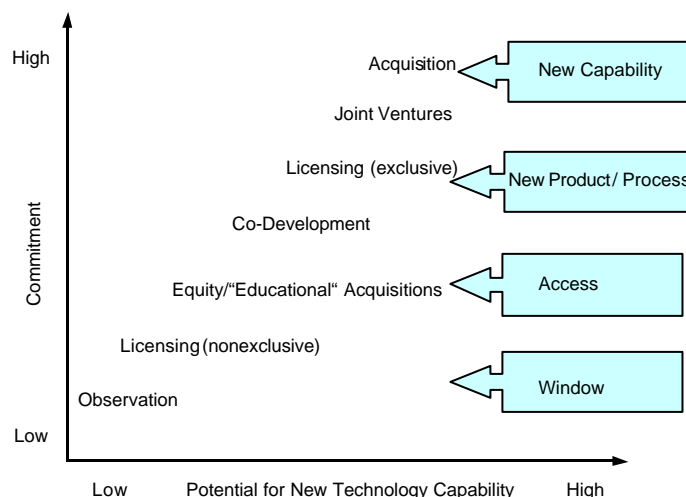 High
Acquisition
New Capability
Joint Ventures
Licensing (exclusive)
New Product/ Process
Co-Development
Commitment
Equity/“Educational“ Acquisitions
Access
Licensing (nonexclusive)
Window
Observation
Low
Low Potential for New Technology Capability High